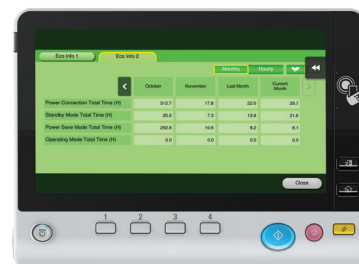 Eco Info 1 Eco Info 2
Monthly Hourly
October November Last Month Current Month
Power Connection Total Time (H) 312.7 17.9 22.0 29.7
Standby Mode Total Time (H) 20.0 7.3 13.8 21.6
Power Save Mode Total Time (H) 292.8 10.6 8.2 8.1
Operating Mode Total Time (H) 0.0 0.0 0.0 0.0
Close
1 2 3 4